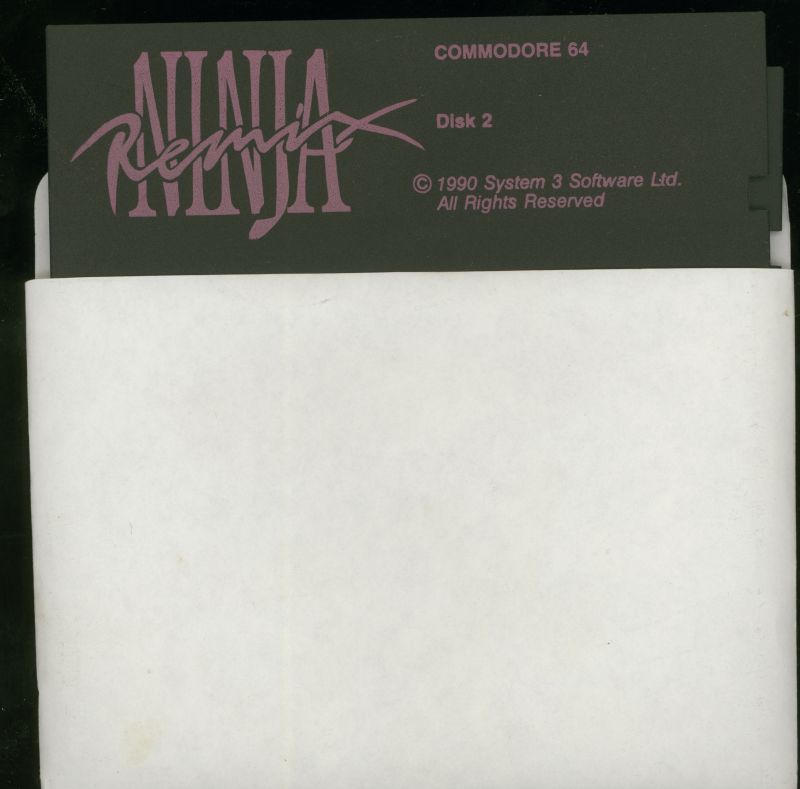 NINJA
Remix
COMMODORE 64
Disk 2
© 1990 System 3 Software Ltd.
All Rights Reserved